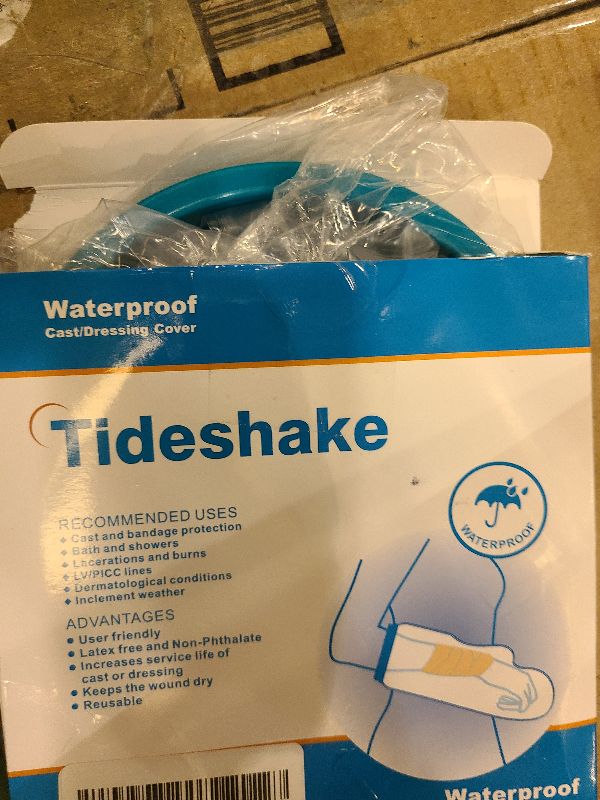 Waterproof
Cast/Dressing Cover
Tideshake
RECOMMENDED USES
◆ Cast and bandage protection
◆ Bath and showers
◆ Lacerations and burns
◆ LV/PICC lines
◆ Dermatological conditions
◆ Inclement weather
WATERPROOF
ADVANTAGES
● User friendly
● Latex free and Non-Phthalate
● Increases service life of
cast or dressing
● Keeps the wound dry
● Reusable
Waterproof